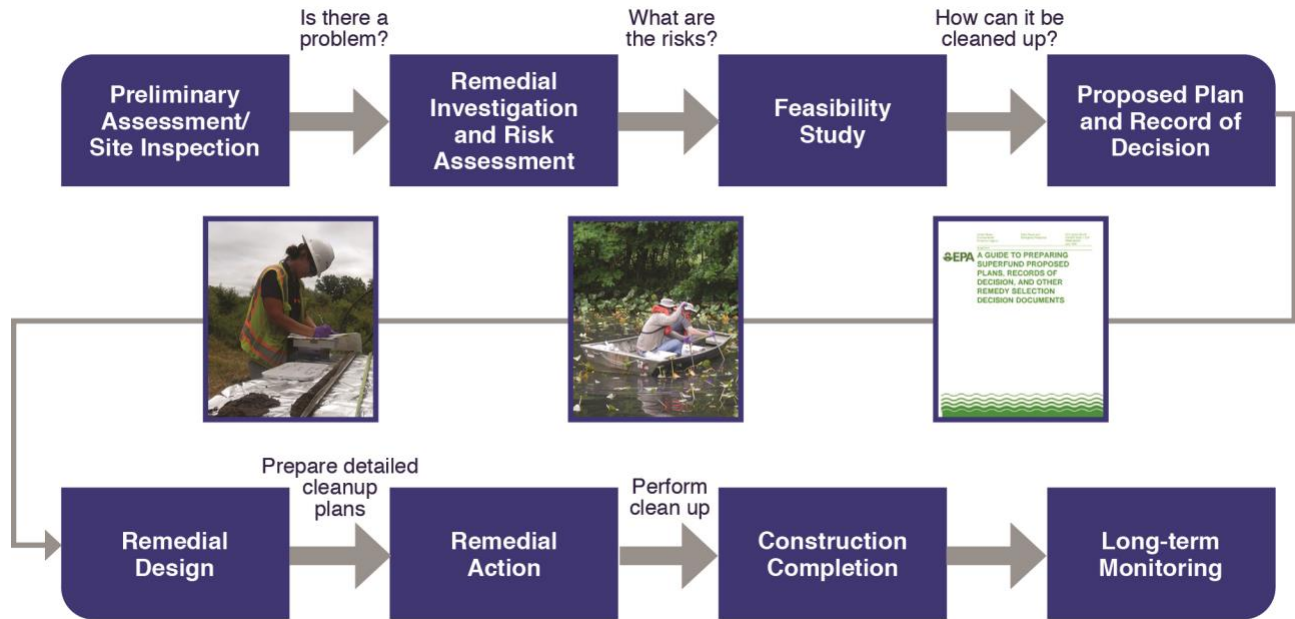 Is there a
problem?
What are
the risks?
How can it be
cleaned up?
Preliminary
Assessment/
Site Inspection
Remedial
Investigation
and Risk
Assessment
Feasibility
Study
Proposed Plan
and Record of
Decision
EPA
A GUIDE TO PREPARING
SUPERFUND PROPOSED
PLANS, RECORDS OF
DECISION, AND OTHER
REMEDY SELECTION
DECISION DOCUMENTS
Prepare detailed
cleanup
plans
Perform
clean up
Remedial
Design
Remedial
Action
Construction
Completion
Long-term
Monitoring